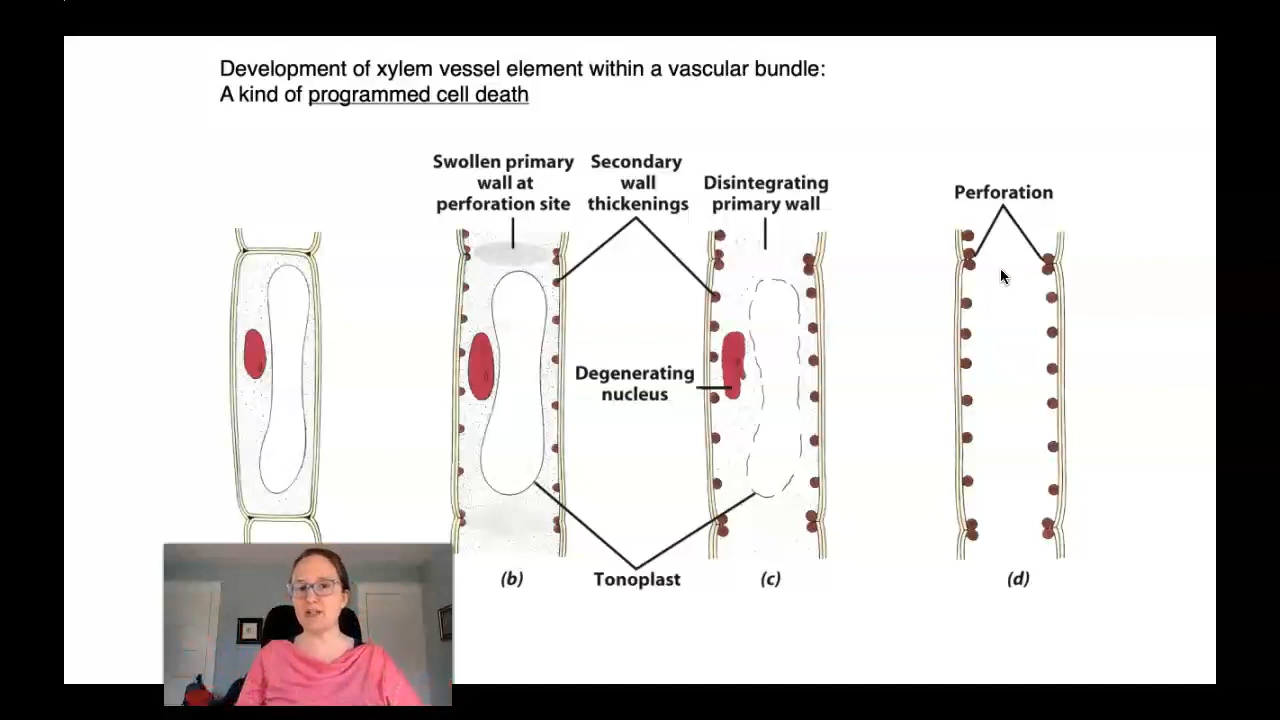 Development of xylem vessel element within a vascular bundle:
A kind of programmed cell death
Swollen primary
wall at
perforation site
Secondary
wall
thickenings
Disintegrating
primary wall
Perforation
Degenerating
nucleus
Tonoplast
(b)
(c)
(d)